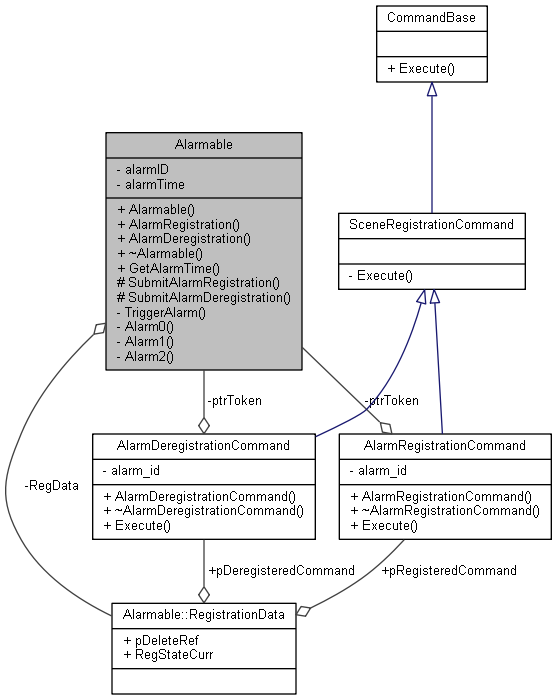 CommandBase
+ Execute()
Alarmable
- alarmID
- alarmTime
+ Alarmable()
+ AlarmRegistration()
+ AlarmDeregistration()
+ ~Alarmable()
+ GetAlarmTime()
# SubmitAlarmRegistration()
# SubmitAlarmDeregistration()
- TriggerAlarm()
- Alarm0()
- Alarm1()
- Alarm2()
SceneRegistrationCommand
- Execute()
-ptrToken
-ptrToken
AlarmDeregistrationCommand
- alarm_id
+ AlarmDeregistrationCommand()
+ ~AlarmDeregistrationCommand()
+ Execute()
AlarmRegistrationCommand
- alarm_id
+ AlarmRegistrationCommand()
+ ~AlarmRegistrationCommand()
+ Execute()
-RegData
+pDeregisteredCommand
+pRegisteredCommand
Alarmable::RegistrationData
+ pDeleteRef
+ RegStateCurr